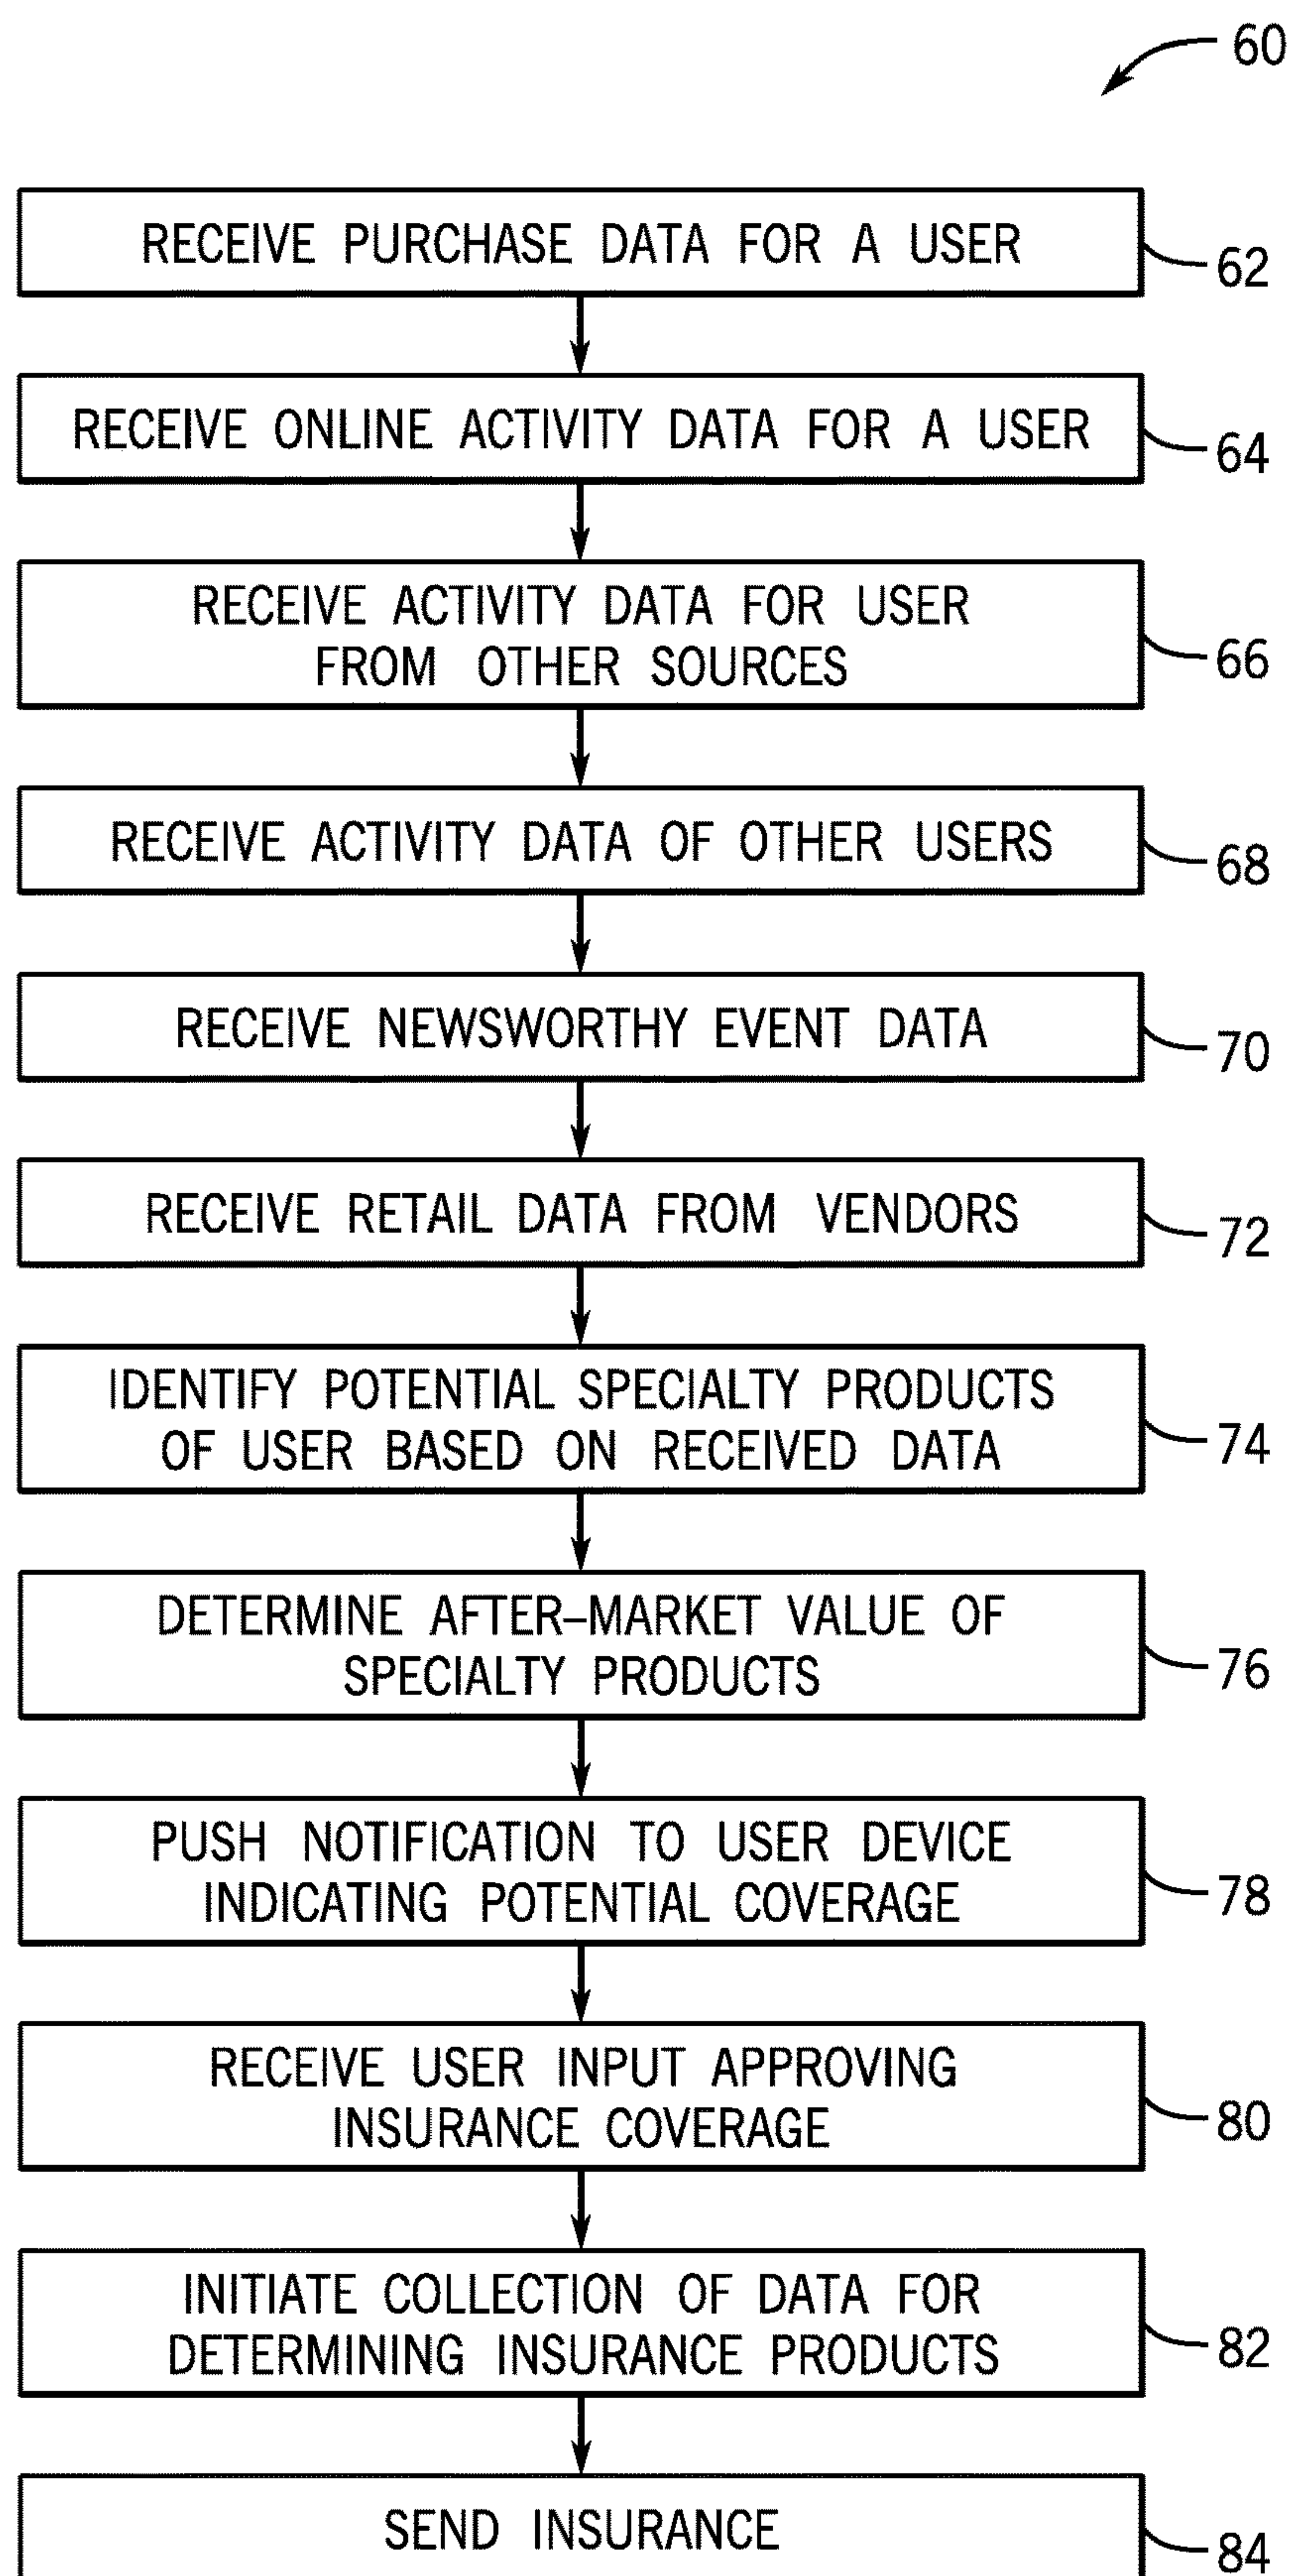 60
RECEIVE PURCHASE DATA FOR A USER
62
RECEIVE ONLINE ACTIVITY DATA FOR A USER
64
RECEIVE ACTIVITY DATA FOR USER
FROM OTHER SOURCES
66
RECEIVE ACTIVITY DATA OF OTHER USERS
68
RECEIVE NEWSWORTHY EVENT DATA
70
RECEIVE RETAIL DATA FROM VENDORS
72
IDENTIFY POTENTIAL SPECIALTY PRODUCTS
OF USER BASED ON RECEIVED DATA
74
DETERMINE AFTER–MARKET VALUE OF
SPECIALTY PRODUCTS
76
PUSH NOTIFICATION TO USER DEVICE
INDICATING POTENTIAL COVERAGE
78
RECEIVE USER INPUT APPROVING
INSURANCE COVERAGE
80
INITIATE COLLECTION OF DATA FOR
DETERMINING INSURANCE PRODUCTS
82
SEND INSURANCE
84